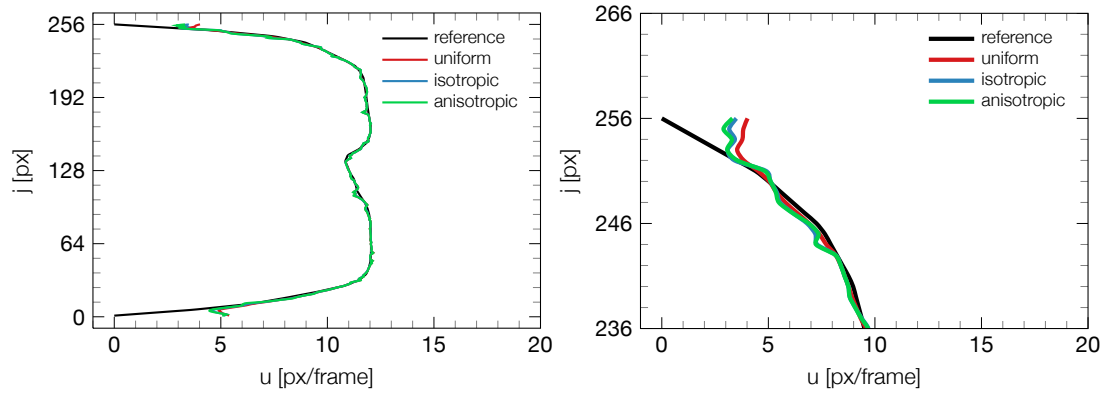 256
192
128
64
0
j [px]
0
5
10
15
20
u [px/frame]
reference
uniform
isotropic
anisotropic
266
256
246
236
j [px]
0
5
10
15
20
u [px/frame]
reference
uniform
isotropic
anisotropic